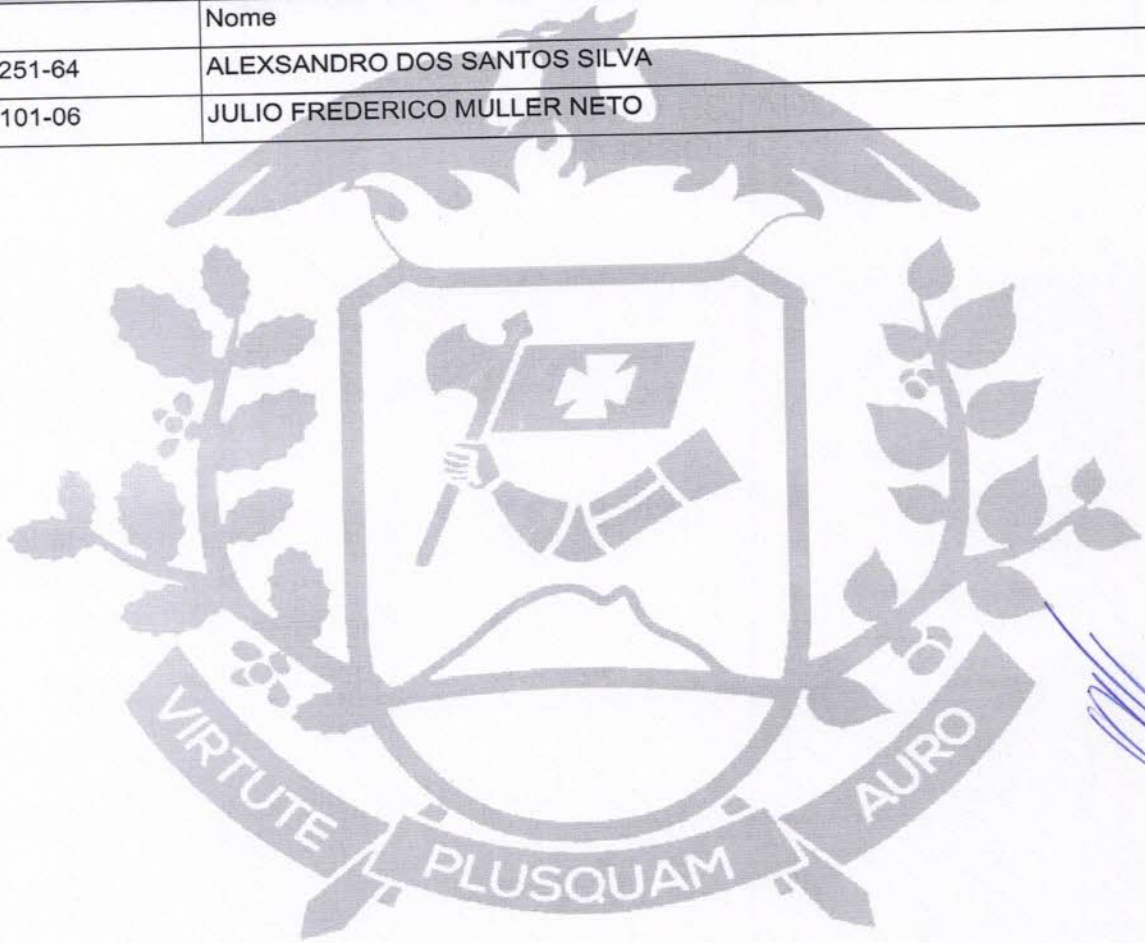 Nome
251-64 ALEXSANDRO DOS SANTOS SILVA
101-06 JULIO FREDERICO MULLER NETO
VIRTUTE PLUSQUAM AURO